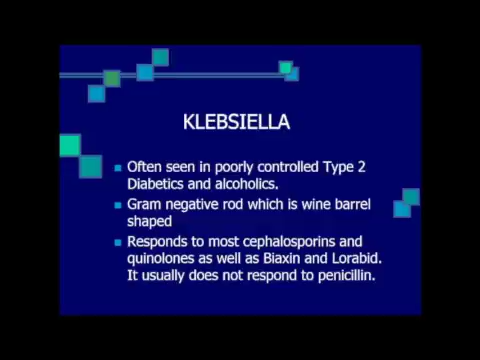 KLEBSIELLA
Often seen in poorly controlled Type 2
Diabetics and alcoholics.
Gram negative rod which is wine barrel
shaped
Responds to most cephalosporins and
quinolones as well as Biaxin and Lorabid.
It usually does not respond to penicillin.